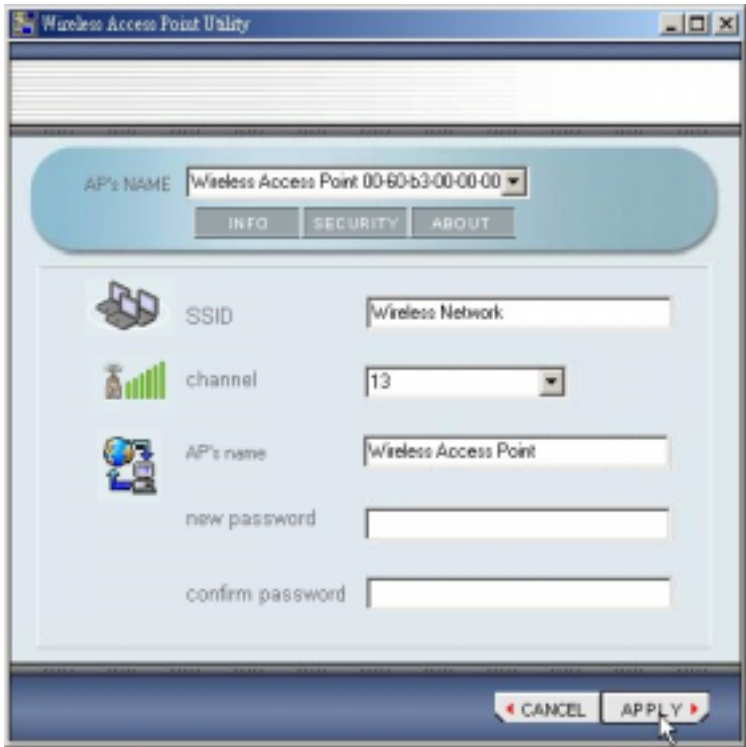 Wireless Access Point Utility
AP's NAME Wireless Access Point 00-60-b3-00-00-00
INFO SECURITY ABOUT
SSID Wireless Network
channel 13
AP's name Wireless Access Point
new password
confirm password
CANCEL APPLY